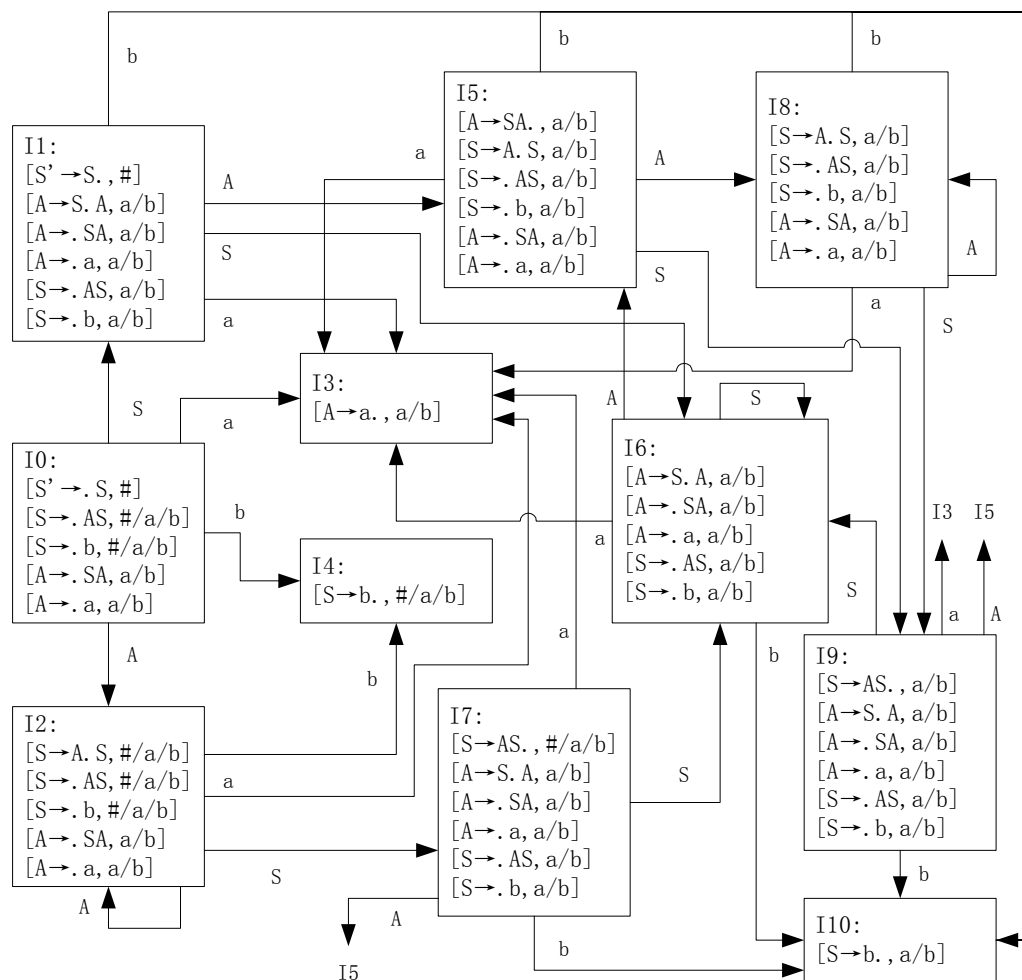 b
b
b
I5:
[A→SA.,a/b]
[S→A.S,a/b]
[S→.AS,a/b]
[S→.b,a/b]
[A→.SA,a/b]
[A→.a,a/b]
I8:
[S→A.S,a/b]
[S→.AS,a/b]
[S→.b,a/b]
[A→.SA,a/b]
[A→.a,a/b]
I1:
[S'→S.,#]
[A→S.A,a/b]
[A→.SA,a/b]
[A→.a,a/b]
[S→.AS,a/b]
[S→.b,a/b]
a
A
A
S
S
A
a
a
S
I3:
[A→a.,a/b]
S
a
A
S
I0:
[S'→.S,#]
[S→.AS,#/a/b]
[S→.b,#/a/b]
[A→.SA,a/b]
[A→.a,a/b]
b
I6:
[A→S.A,a/b]
[A→.SA,a/b]
[A→.a,a/b]
[S→.AS,a/b]
[S→.b,a/b]
I3
I5
a
I4:
[S→b.,#/a/b]
S
a
A
a
A
b
b
I9:
[S→AS.,a/b]
[A→S.A,a/b]
[A→.SA,a/b]
[A→.a,a/b]
[S→.AS,a/b]
[S→.b,a/b]
I2:
[S→A.S,#/a/b]
[S→.AS,#/a/b]
[S→.b,#/a/b]
[A→.SA,a/b]
[A→.a,a/b]
a
I7:
[S→AS.,#/a/b]
[A→S.A,a/b]
[A→.SA,a/b]
[A→.a,a/b]
[S→.AS,a/b]
[S→.b,a/b]
S
S
b
A
A
I5
b
I10:
[S→b.,a/b]